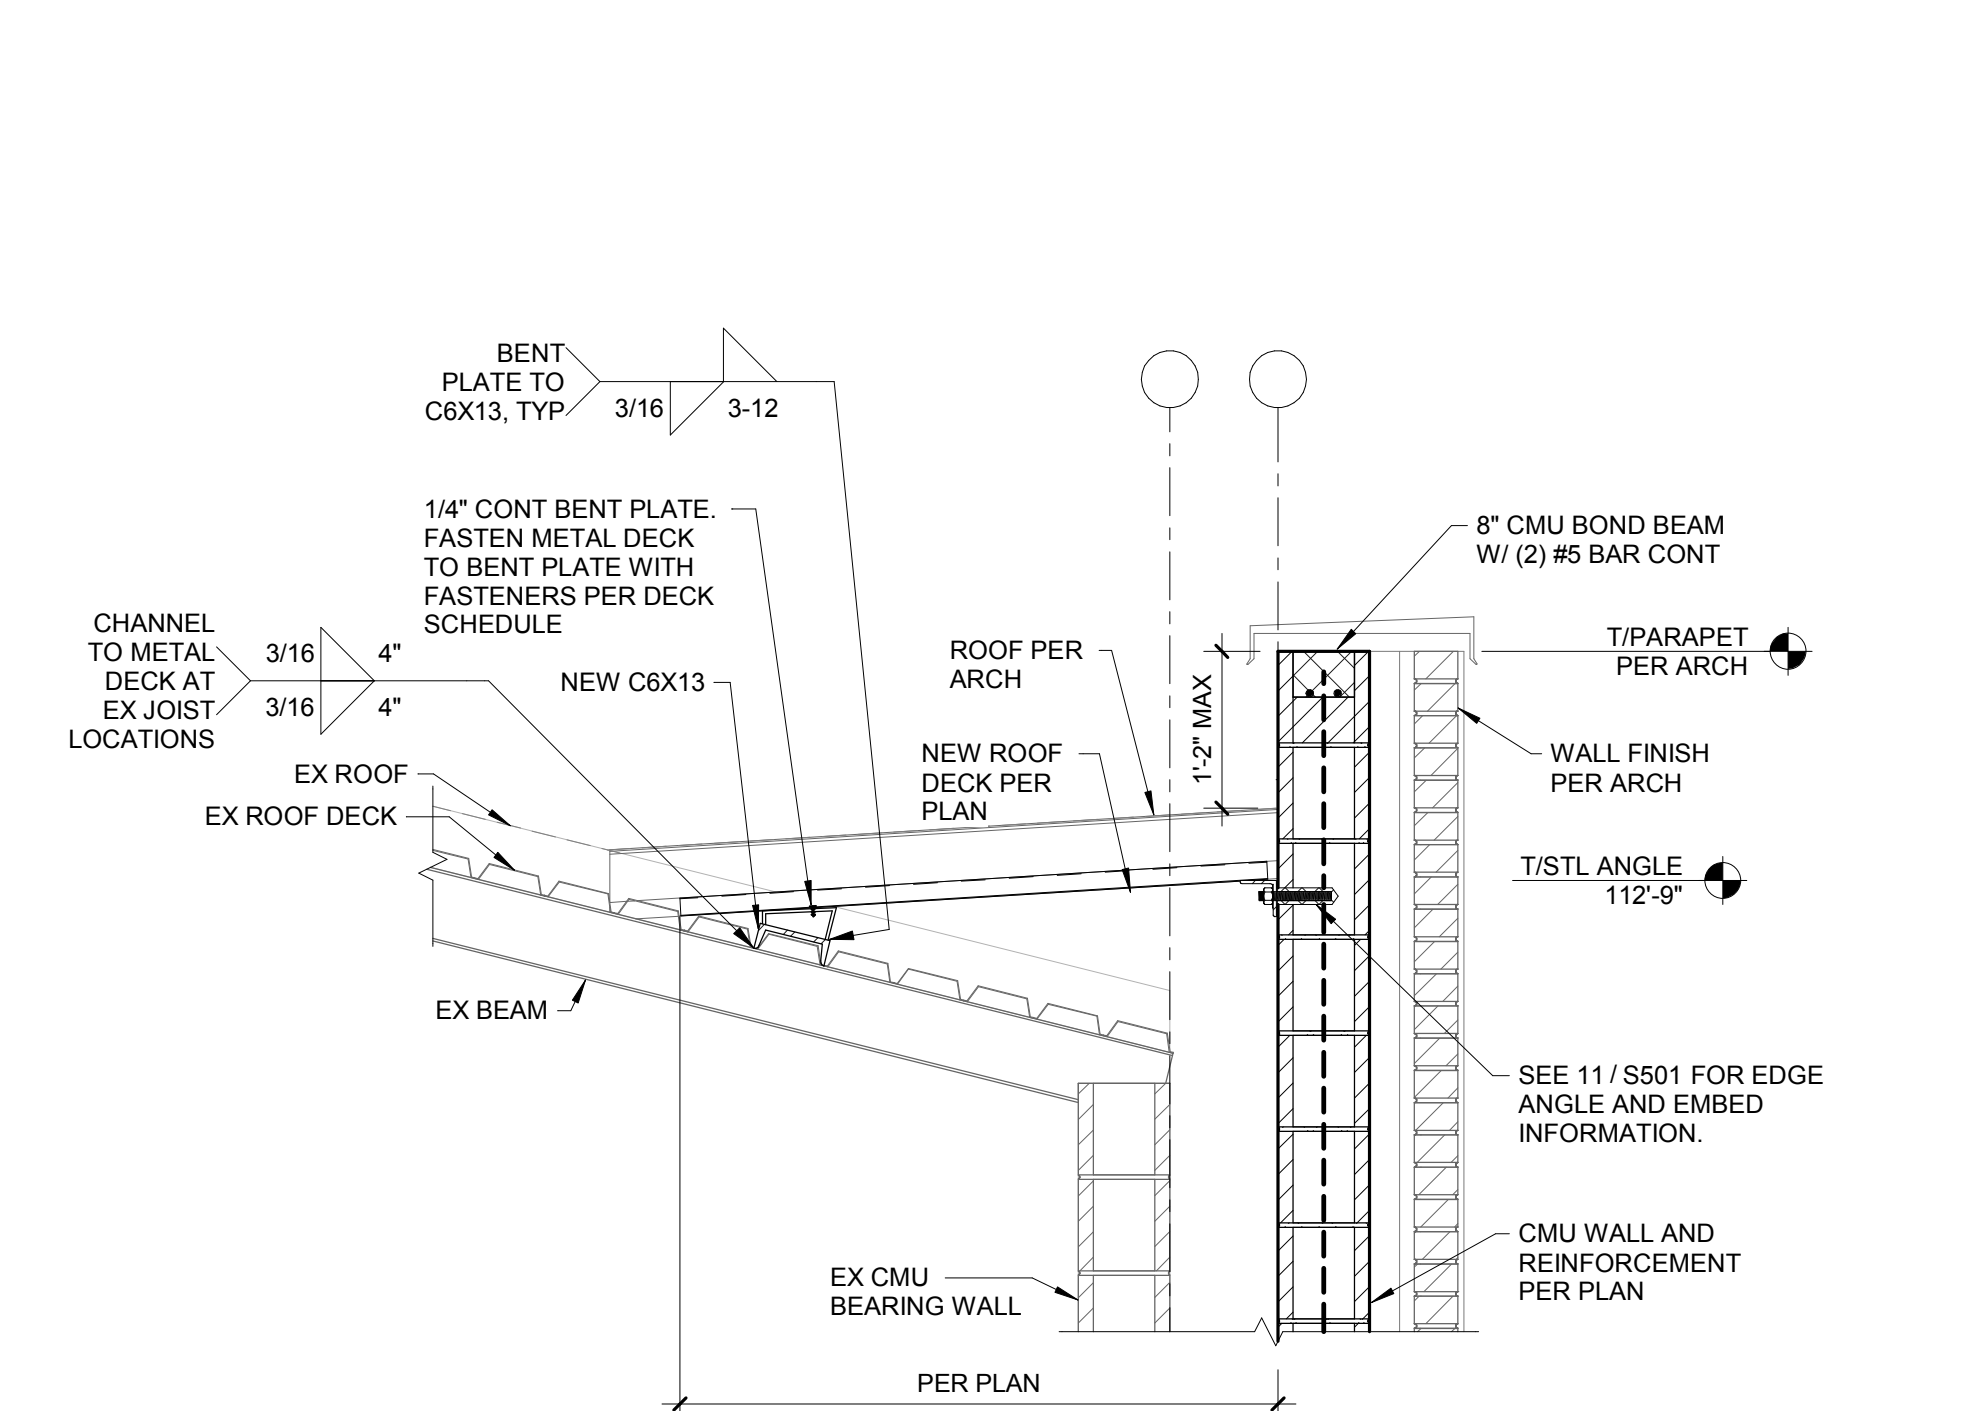 BENT
PLATE TO
C6X13, TYP
3/16
3-12
1/4" CONT BENT PLATE.
FASTEN METAL DECK
TO BENT PLATE WITH
FASTENERS PER DECK
SCHEDULE
8" CMU BOND BEAM
W/ (2) #5 BAR CONT
CHANNEL
TO METAL
DECK AT
EX JOIST
LOCATIONS
3/16
4"
3/16
4"
NEW C6X13
ROOF PER
ARCH
T/PARAPET
PER ARCH
1'-2" MAX
NEW ROOF
DECK PER
PLAN
WALL FINISH
PER ARCH
EX ROOF
EX ROOF DECK
T/STL ANGLE
112'-9"
EX BEAM
SEE 11 / S501 FOR EDGE
ANGLE AND EMBED
INFORMATION.
CMU WALL AND
REINFORCEMENT
PER PLAN
EX CMU
BEARING WALL
PER PLAN